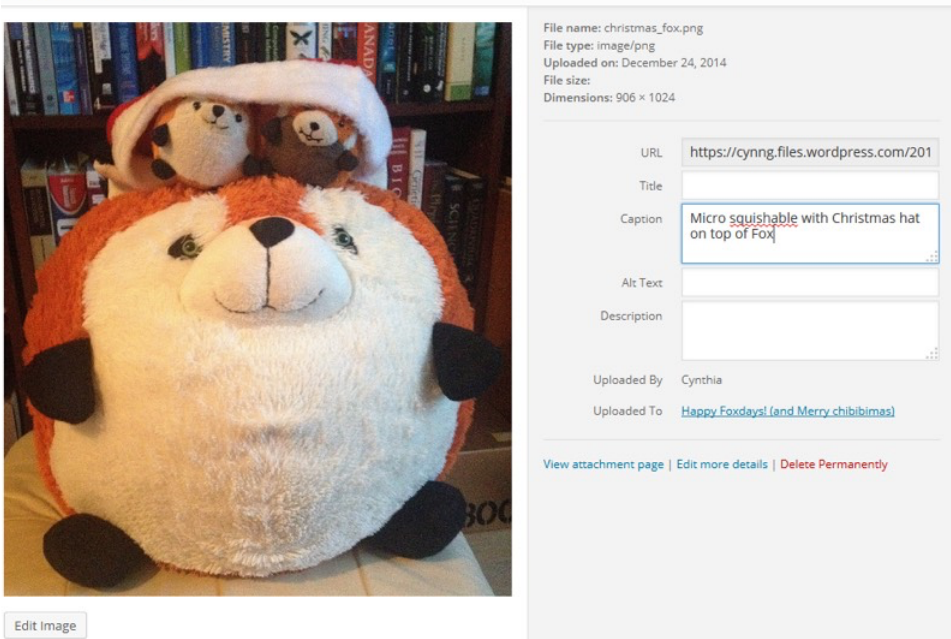 File name: christmas_fox.png
File type: image/png
Uploaded on: December 24, 2014
File size:
Dimensions: 906 × 1024
URL https://cynng.files.wordpress.com/201
Title
Caption Micro squishable with Christmas hat
on top of Fox
Alt Text
Description
Uploaded By Cynthia
Uploaded To Happy Foxdays! (and Merry chibibimas)
View attachment page | Edit more details | Delete Permanently
Edit Image